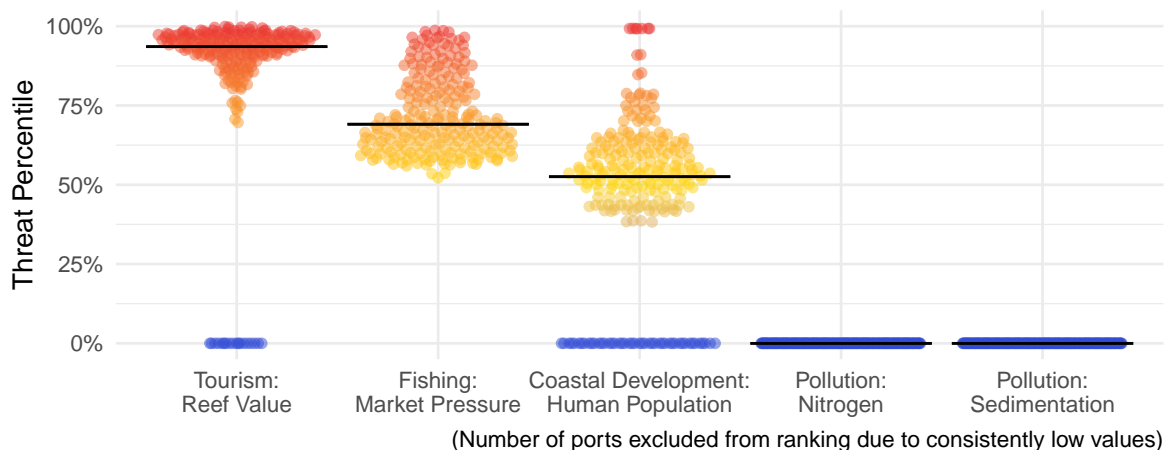 100%
75%
50%
25%
0%
Threat Percentile
Tourism:
Reef Value
Fishing:
Market Pressure
Coastal Development:
Human Population
Pollution:
Nitrogen
Pollution:
Sedimentation
(Number of ports excluded from ranking due to consistently low values)